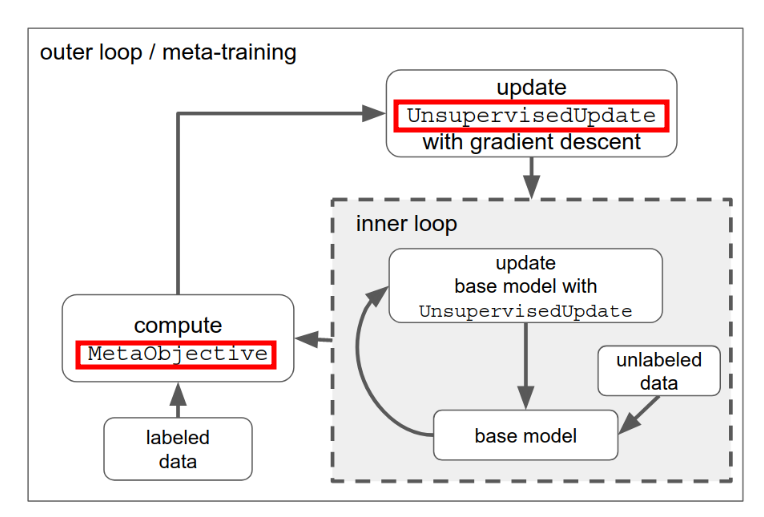 outer loop / meta-training
update
UnsupervisedUpdate
with gradient descent
inner loop
update
base model with
UnsupervisedUpdate
compute
MetaObjective
unlabeled
data
labeled
data
base model